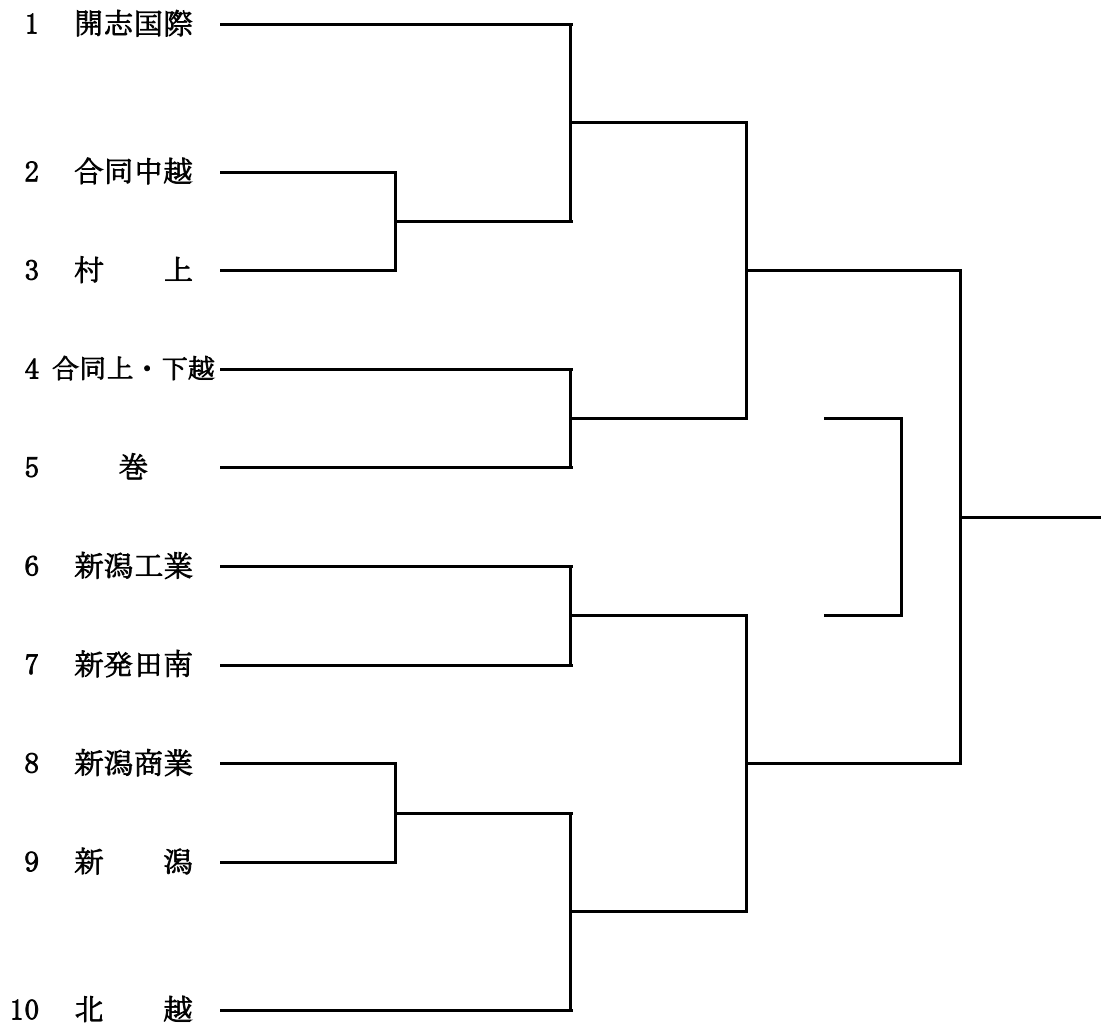 1 開志国際
2 合同中越
3 村　　上
4 合同上・下越
5 巻
6 新潟工業
7 新発田南
8 新潟商業
9 新　　潟
10 北　　越